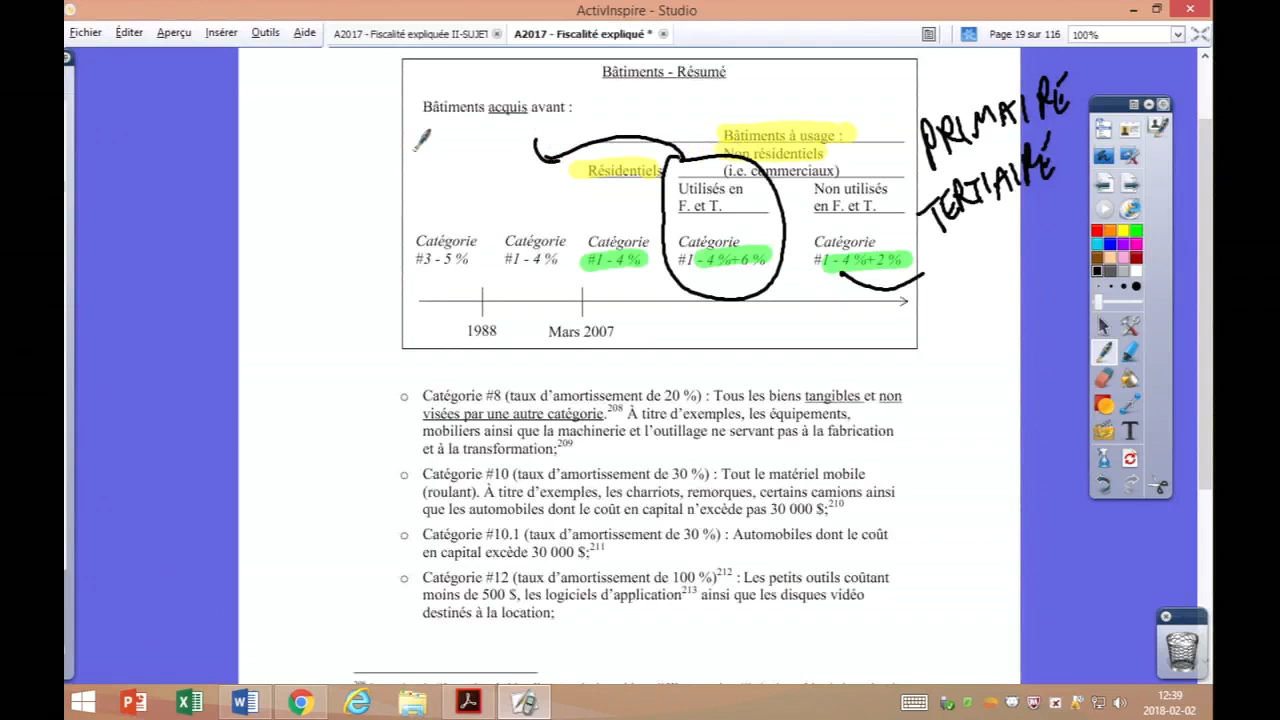 ActivInspire - Studio
Fichier Éditer Aperçu Insérer Outils Aide
A2017 - Fiscalité expliquée II-SUJET
A2017 - Fiscalité expliqué *
Page 19 sur 116
100%
Bâtiments - Résumé
Bâtiments acquis avant :
Bâtiments à usage :
Non résidentiels
Résidentiels
(i.e. commerciaux)
Utilisés en
F. et T.
Non utilisés
en F. et T.
Catégorie
#3 - 5 %
Catégorie
#1 - 4 %
Catégorie
#1 - 4 %
Catégorie
#1 - 4 %+6 %
Catégorie
#1 - 4 %+2 %
1988
Mars 2007
PRIMAIRE
TERTIAIRE
o Catégorie #8 (taux d’amortissement de 20 %) : Tous les biens tangibles et non
visées par une autre catégorie.208 À titre d’exemples, les équipements,
mobiliers ainsi que la machinerie et l’outillage ne servant pas à la fabrication
et à la transformation;209
o Catégorie #10 (taux d’amortissement de 30 %) : Tout le matériel mobile
(roulant). À titre d’exemples, les charriots, remorques, certains camions ainsi
que les automobiles dont le coût en capital n’excède pas 30 000 $;210
o Catégorie #10.1 (taux d’amortissement de 30 %) : Automobiles dont le coût
en capital excède 30 000 $;211
o Catégorie #12 (taux d’amortissement de 100 %)212 : Les petits outils coûtant
moins de 500 $, les logiciels d’application213 ainsi que les disques vidéo
destinés à la location;
12:39
2018-02-02